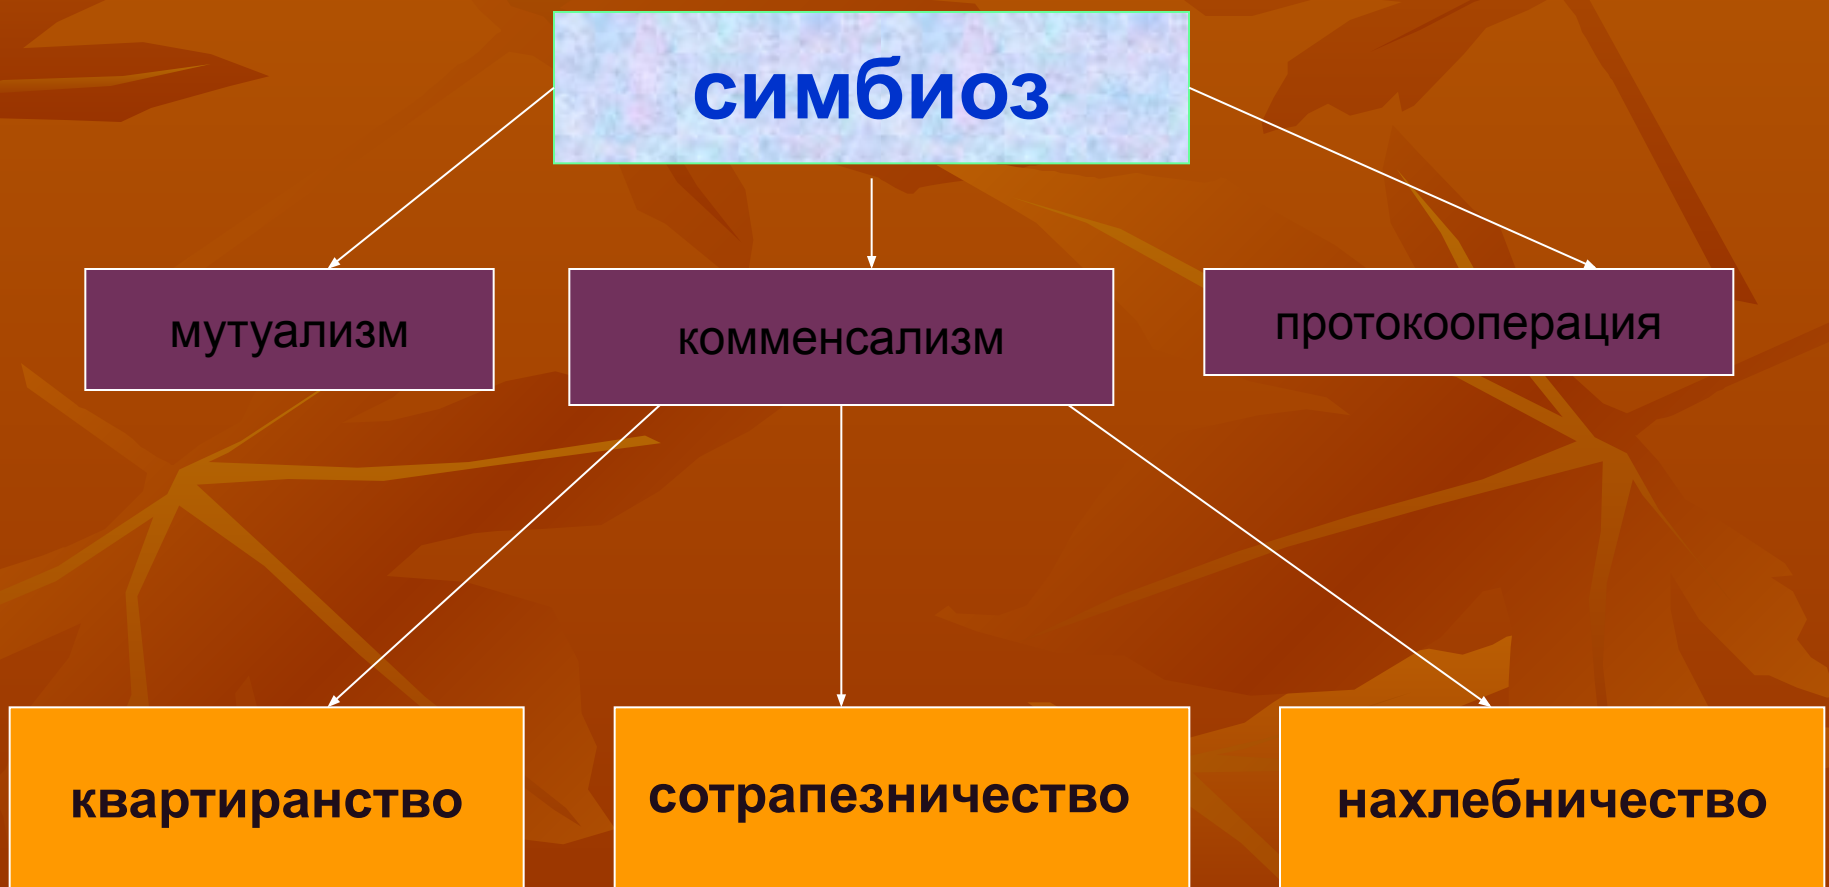 симбиоз
мутуализм
комменсализм
протокооперация
квартиранство
сотрапезничество
нахлебничество